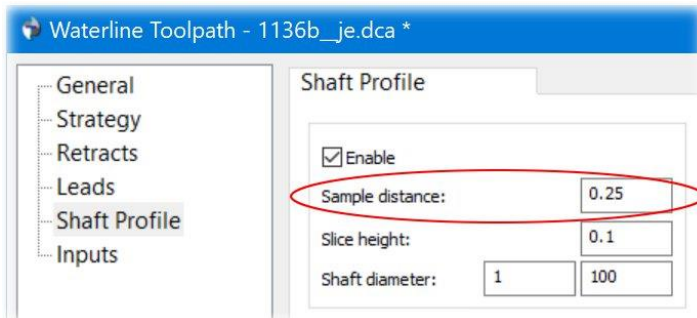 Waterline Toolpath - 1136b__je.dca *
General
Strategy
Retracts
Leads
Shaft Profile
Inputs
Shaft Profile
Enable
Sample distance: 0.25
Slice height: 0.1
Shaft diameter: 1 100